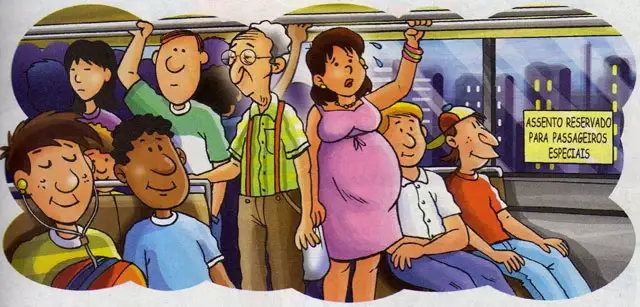 ASSENTO RESERVADO
PARA PASSAGEIROS
ESPECIAIS